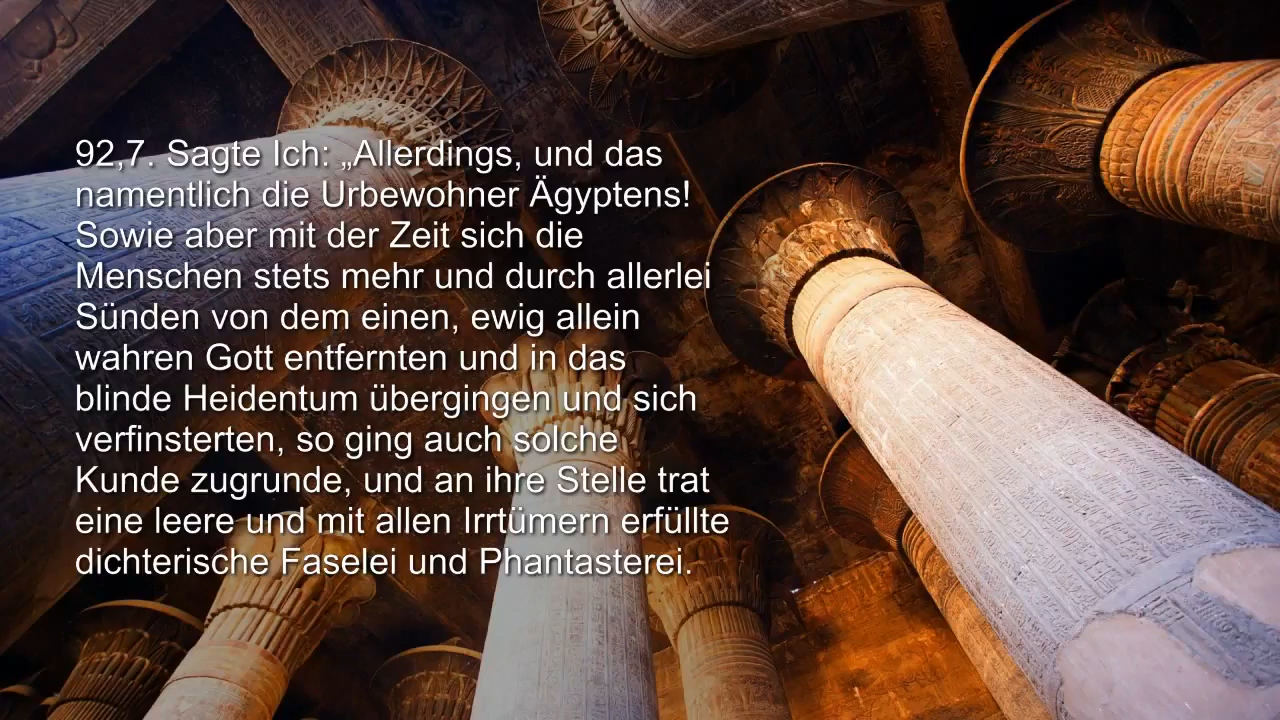 92,7. Sagte Ich: „Allerdings, und das
namentlich die Urbewohner Ägyptens!
Sowie aber mit der Zeit sich die
Menschen stets mehr und durch allerlei
Sünden von dem einen, ewig allein
wahren Gott entfernten und in das
blinde Heidentum übergingen und sich
verfinsterten, so ging auch solche
Kunde zugrunde, und an ihre Stelle trat
eine leere und mit allen Irrtümern erfüllte
dichterische Faselei und Phantasterei.